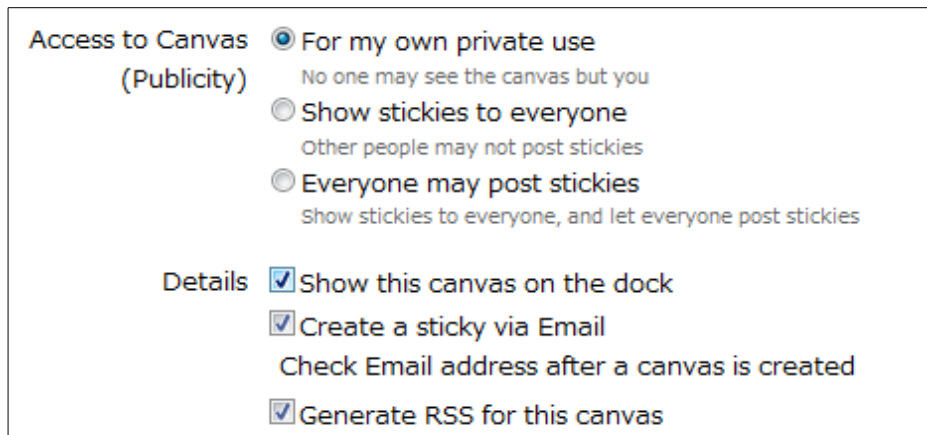 Access to Canvas
(Publicity)
For my own private use
No one may see the canvas but you
Show stickies to everyone
Other people may not post stickies
Everyone may post stickies
Show stickies to everyone, and let everyone post stickies
Details
Show this canvas on the dock
Create a sticky via Email
Check Email address after a canvas is created
Generate RSS for this canvas